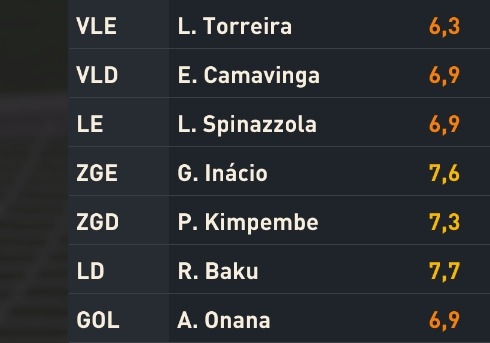 VLE L. Torreira 6,3
VLD E. Camavinga 6,9
LE L. Spinazzola 6,9
ZGE G. Inácio 7,6
ZGD P. Kimpembe 7,3
LD R. Baku 7,7
GOL A. Onana 6,9